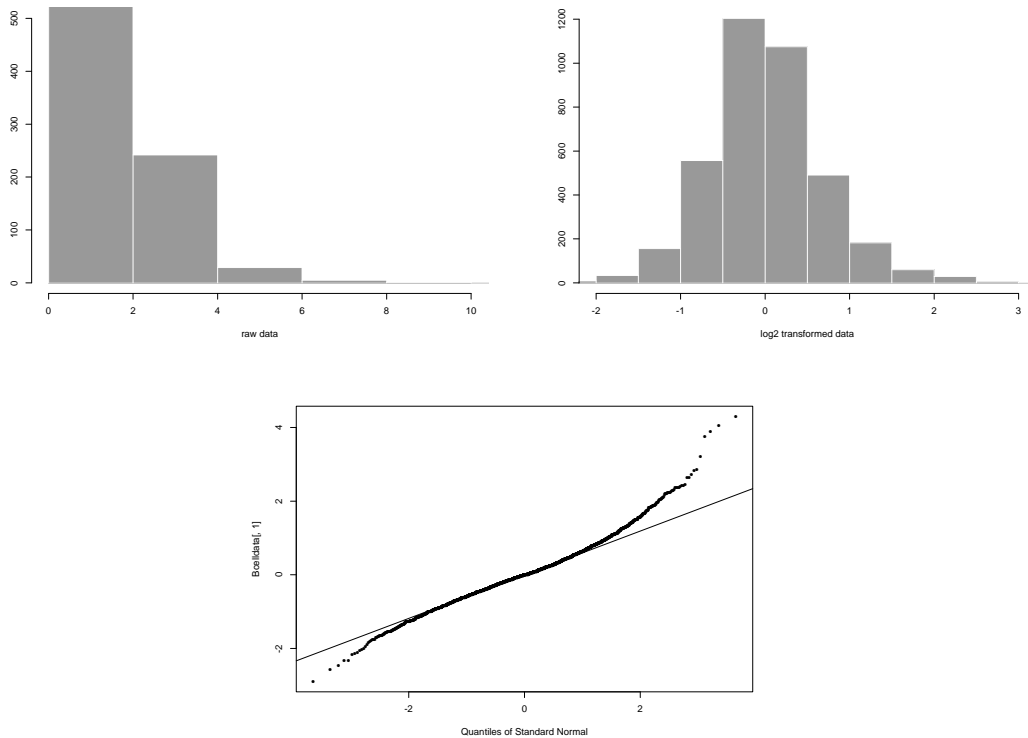 500
400
300
200
100
0
0 2 4 6 8 10
raw data
1200
1000
800
600
400
200
0
-2 -1 0 1 2 3
log2 transformed data
4
2
0
-2
Bcelldata[, 1]
-2 0 2
Quantiles of Standard Normal